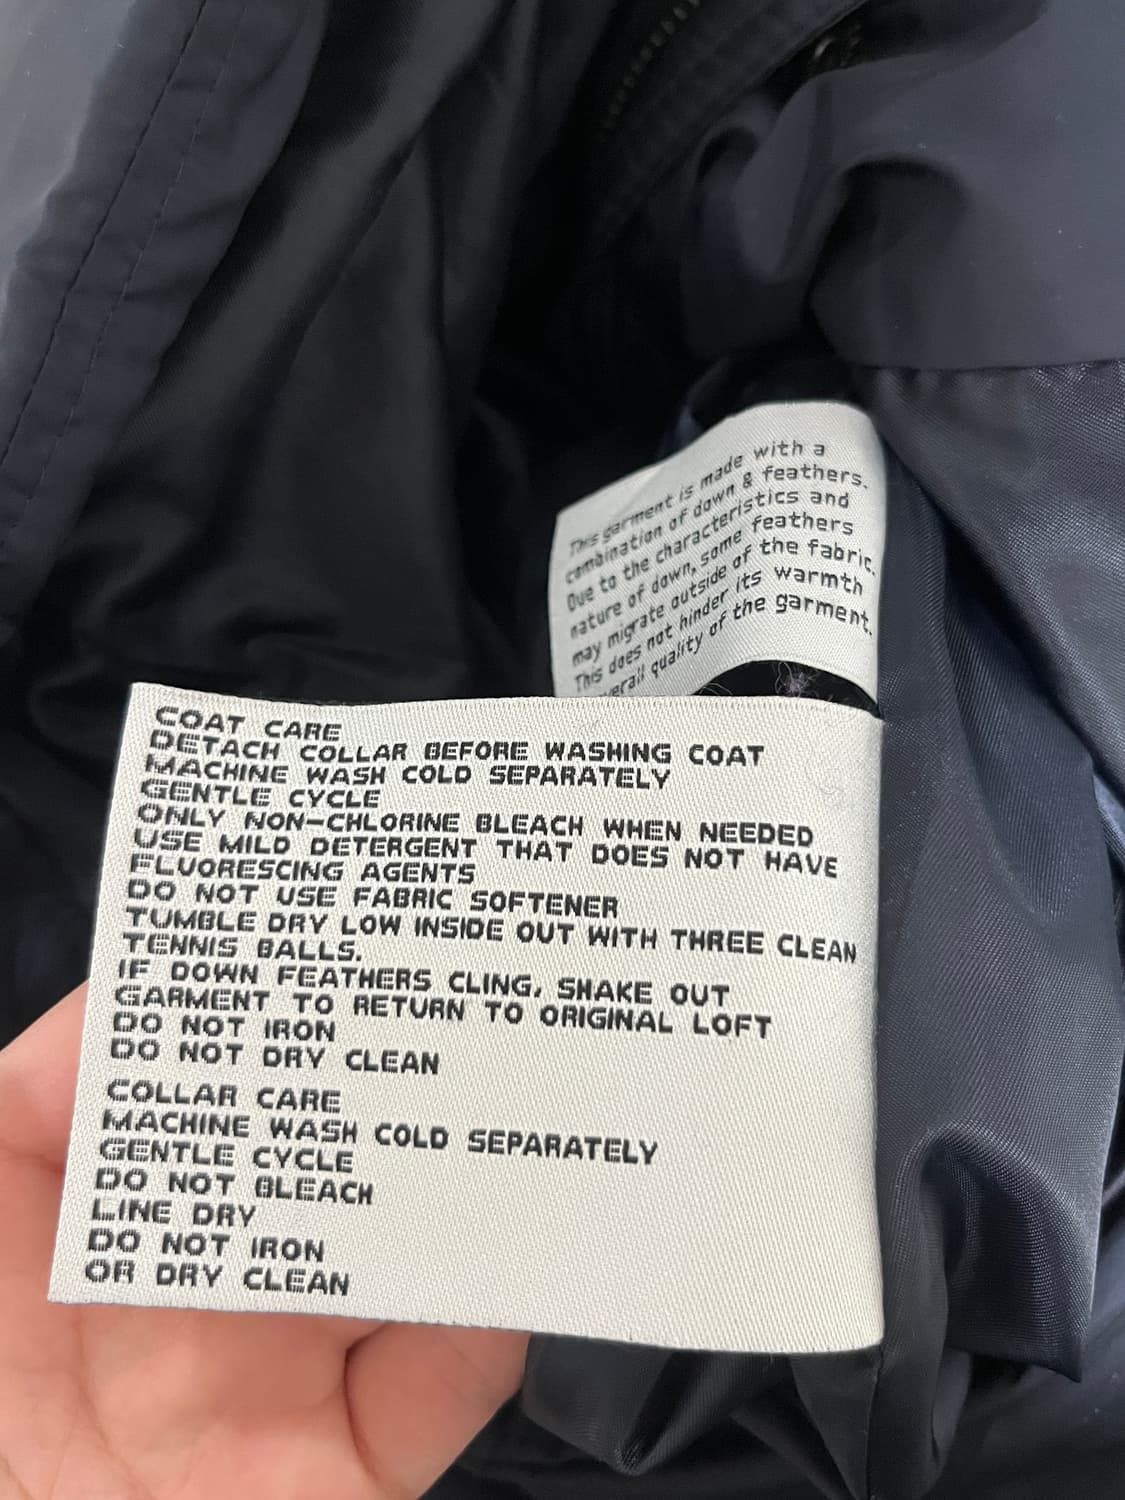 This garment is made with a
combination of down & feathers.
Due to the characteristics and
nature of down, some feathers
may migrate outside of the fabric.
This does not hinder its warmth
overall quality of the garment.
COAT CARE
DETACH COLLAR BEFORE WASHING COAT
MACHINE WASH COLD SEPARATELY
GENTLE CYCLE
ONLY NON-CHLORINE BLEACH WHEN NEEDED
USE MILD DETERGENT THAT DOES NOT HAVE
FLUORESCING AGENTS
DO NOT USE FABRIC SOFTENER
TUMBLE DRY LOW INSIDE OUT WITH THREE CLEAN
TENNIS BALLS.
IF DOWN FEATHERS CLING, SHAKE OUT
GARMENT TO RETURN TO ORIGINAL LOFT
DO NOT IRON
DO NOT DRY CLEAN
COLLAR CARE
MACHINE WASH COLD SEPARATELY
GENTLE CYCLE
DO NOT BLEACH
LINE DRY
DO NOT IRON
OR DRY CLEAN